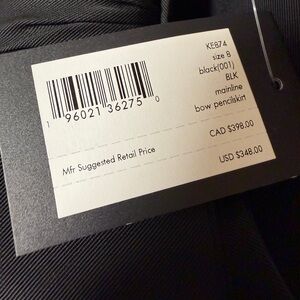 KE874
size 8
black(001)
BLK
mainline
bow pencilskirt
1 96021 36275 0
CAD $398.00
Mfr Suggested Retail Price
USD $348.00